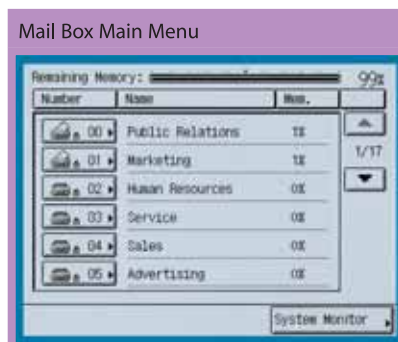 Mail Box Main Menu
Remaining Memory: 99%
Number Name Mem.
00 Public Relations 1%
01 Marketing 1%
1/17
02 Human Resources 0%
03 Service 0%
04 Sales 0%
05 Advertising 0%
System Monitor